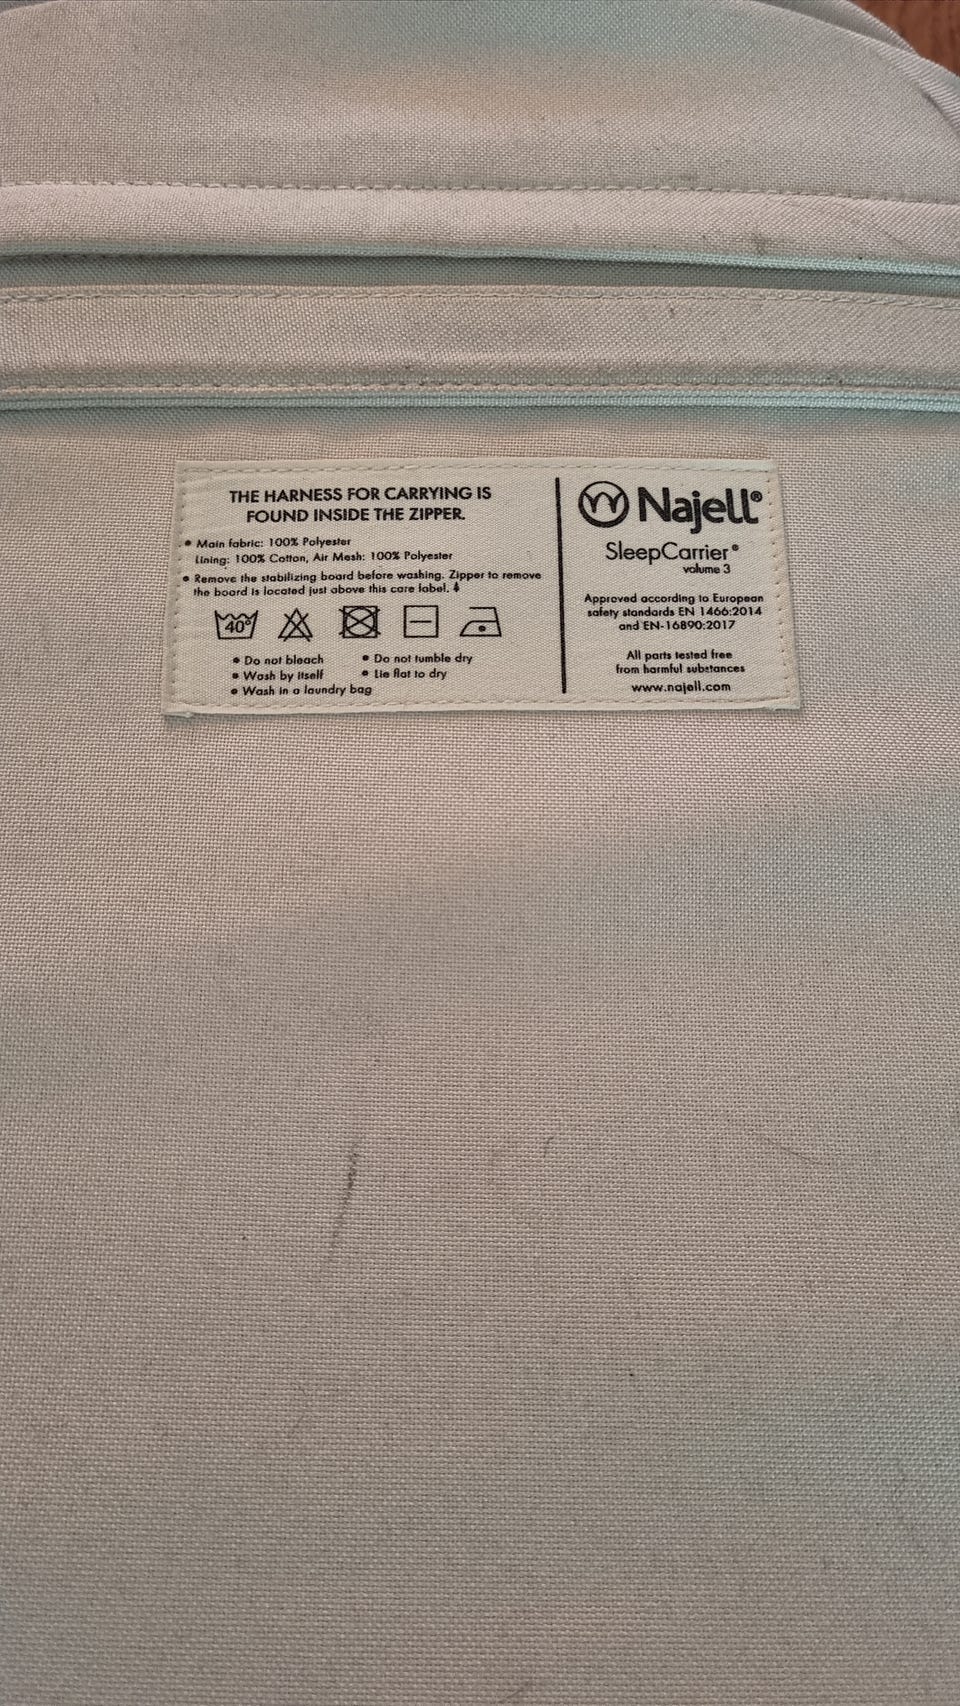 THE HARNESS FOR CARRYING IS
FOUND INSIDE THE ZIPPER.
• Main fabric: 100% Polyester
Lining: 100% Cotton, Air Mesh: 100% Polyester
• Remove the stabilizing board before washing. Zipper to remove
the board is located just above this care label.
40°
• Do not bleach
• Do not tumble dry
• Wash by itself
• Lie flat to dry
• Wash in a laundry bag
Najell®
SleepCarrier®
volume 3
Approved according to European
safety standards EN 1466:2014
and EN-16890:2017
All parts tested free
from harmful substances
www.najell.com